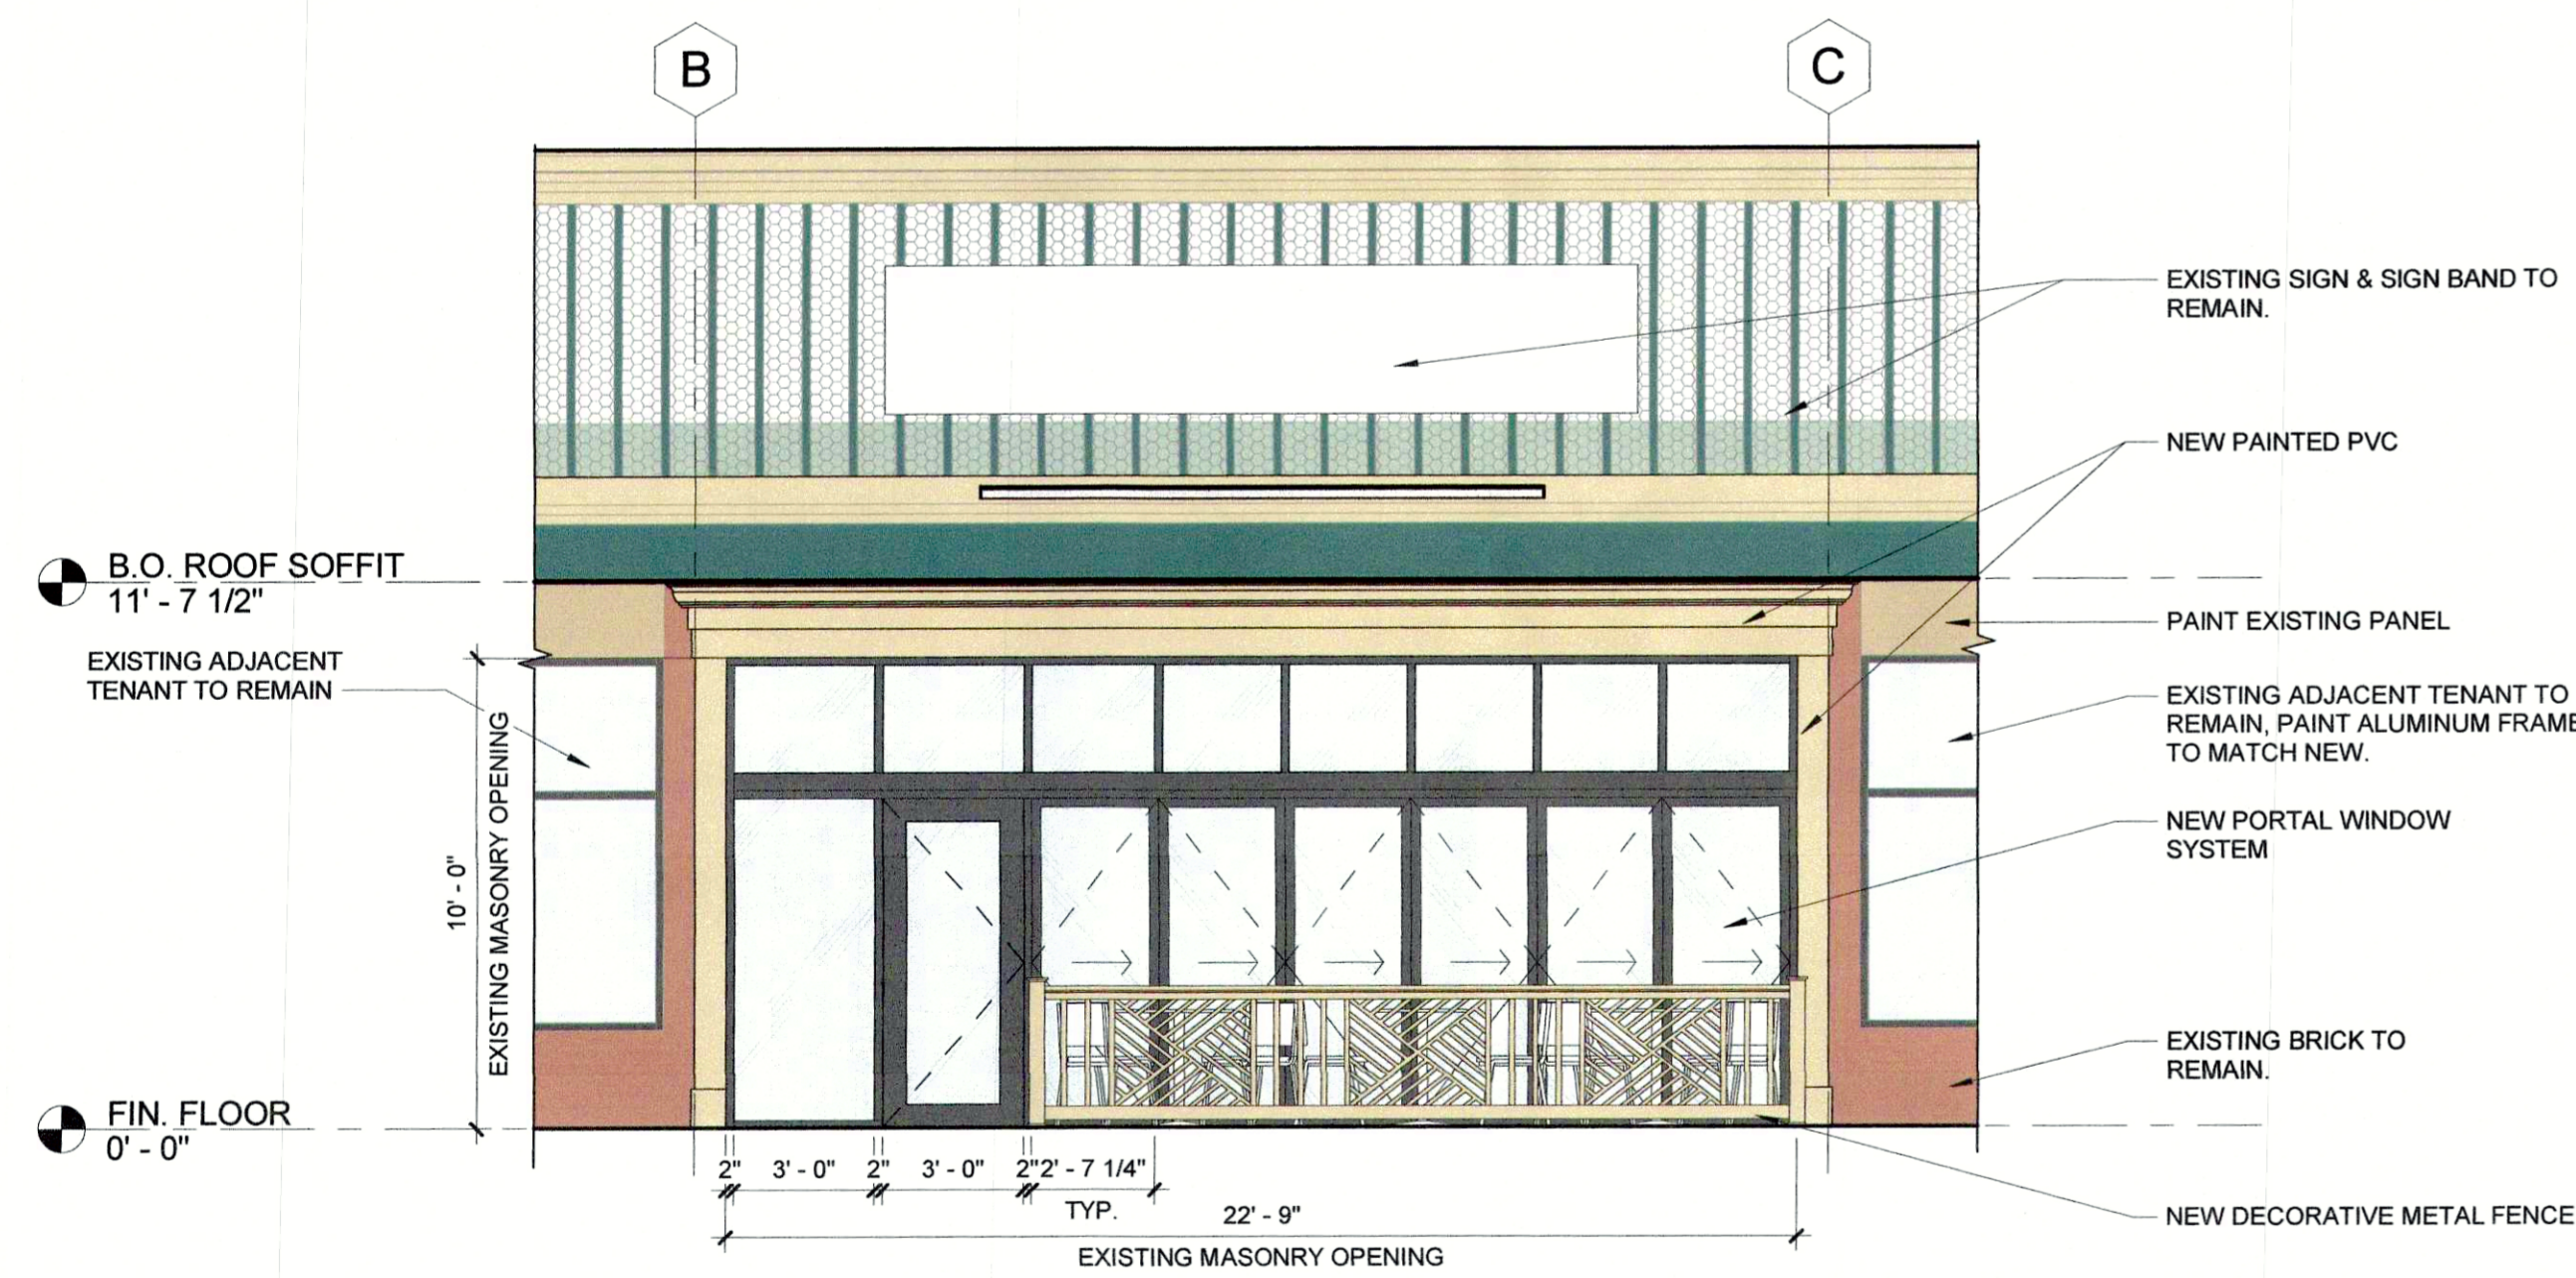 B
C
EXISTING SIGN & SIGN BAND TO
REMAIN.
NEW PAINTED PVC
B.O. ROOF SOFFIT
11' - 7 1/2"
PAINT EXISTING PANEL
EXISTING ADJACENT
TENANT TO REMAIN
EXISTING ADJACENT TENANT TO
REMAIN, PAINT ALUMINUM FRAME
TO MATCH NEW.
10' - 0"
EXISTING MASONRY OPENING
NEW PORTAL WINDOW
SYSTEM
EXISTING BRICK TO
REMAIN.
FIN. FLOOR
0' - 0"
2" 3' - 0" 2" 3' - 0" 2" 2' - 7 1/4"
TYP.
22' - 9"
EXISTING MASONRY OPENING
NEW DECORATIVE METAL FENCE